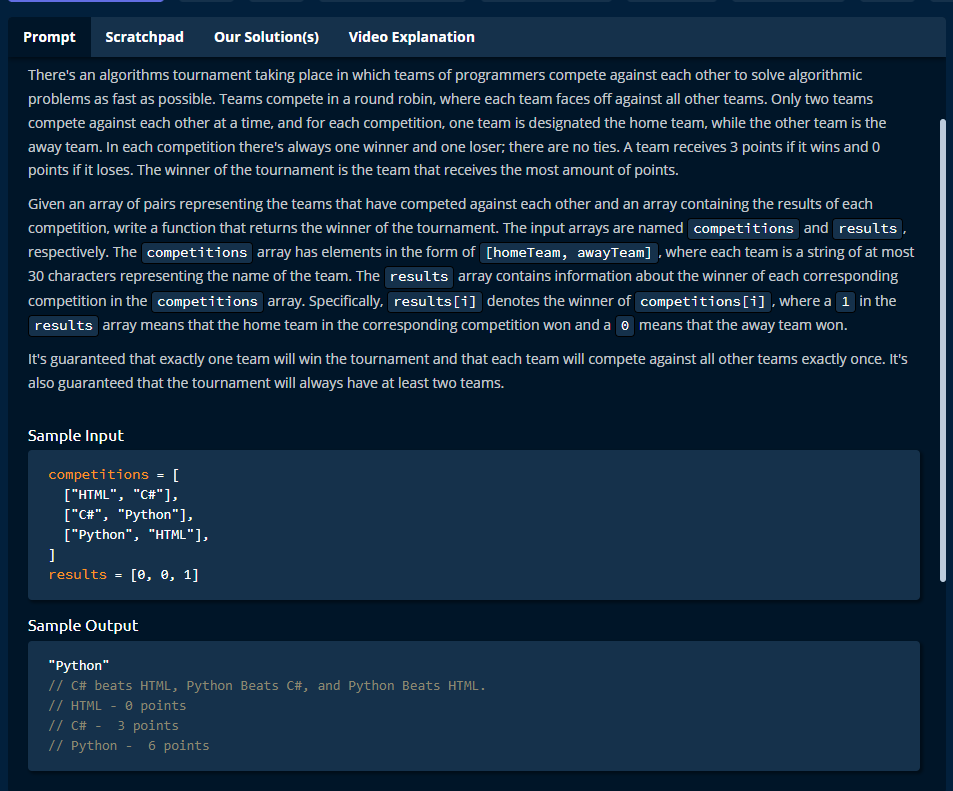 Prompt Scratchpad Our Solution(s) Video Explanation
There's an algorithms tournament taking place in which teams of programmers compete against each other to solve algorithmic
problems as fast as possible. Teams compete in a round robin, where each team faces off against all other teams. Only two teams
compete against each other at a time, and for each competition, one team is designated the home team, while the other team is the
away team. In each competition there's always one winner and one loser; there are no ties. A team receives 3 points if it wins and 0
points if it loses. The winner of the tournament is the team that receives the most amount of points.
Given an array of pairs representing the teams that have competed against each other and an array containing the results of each
competition, write a function that returns the winner of the tournament. The input arrays are named competitions and results,
respectively. The competitions array has elements in the form of [homeTeam, awayTeam], where each team is a string of at most
30 characters representing the name of the team. The results array contains information about the winner of each corresponding
competition in the competitions array. Specifically, results[i] denotes the winner of competitions[i], where a 1 in the
results array means that the home team in the corresponding competition won and a 0 means that the away team won.
It's guaranteed that exactly one team will win the tournament and that each team will compete against all other teams exactly once. It's
also guaranteed that the tournament will always have at least two teams.
Sample Input
competitions = [
["HTML", "C#"],
["C#", "Python"],
["Python", "HTML"],
]
results = [0, 0, 1]
Sample Output
"Python"
// C# beats HTML, Python Beats C#, and Python Beats HTML.
// HTML - 0 points
// C# -  3 points
// Python -  6 points